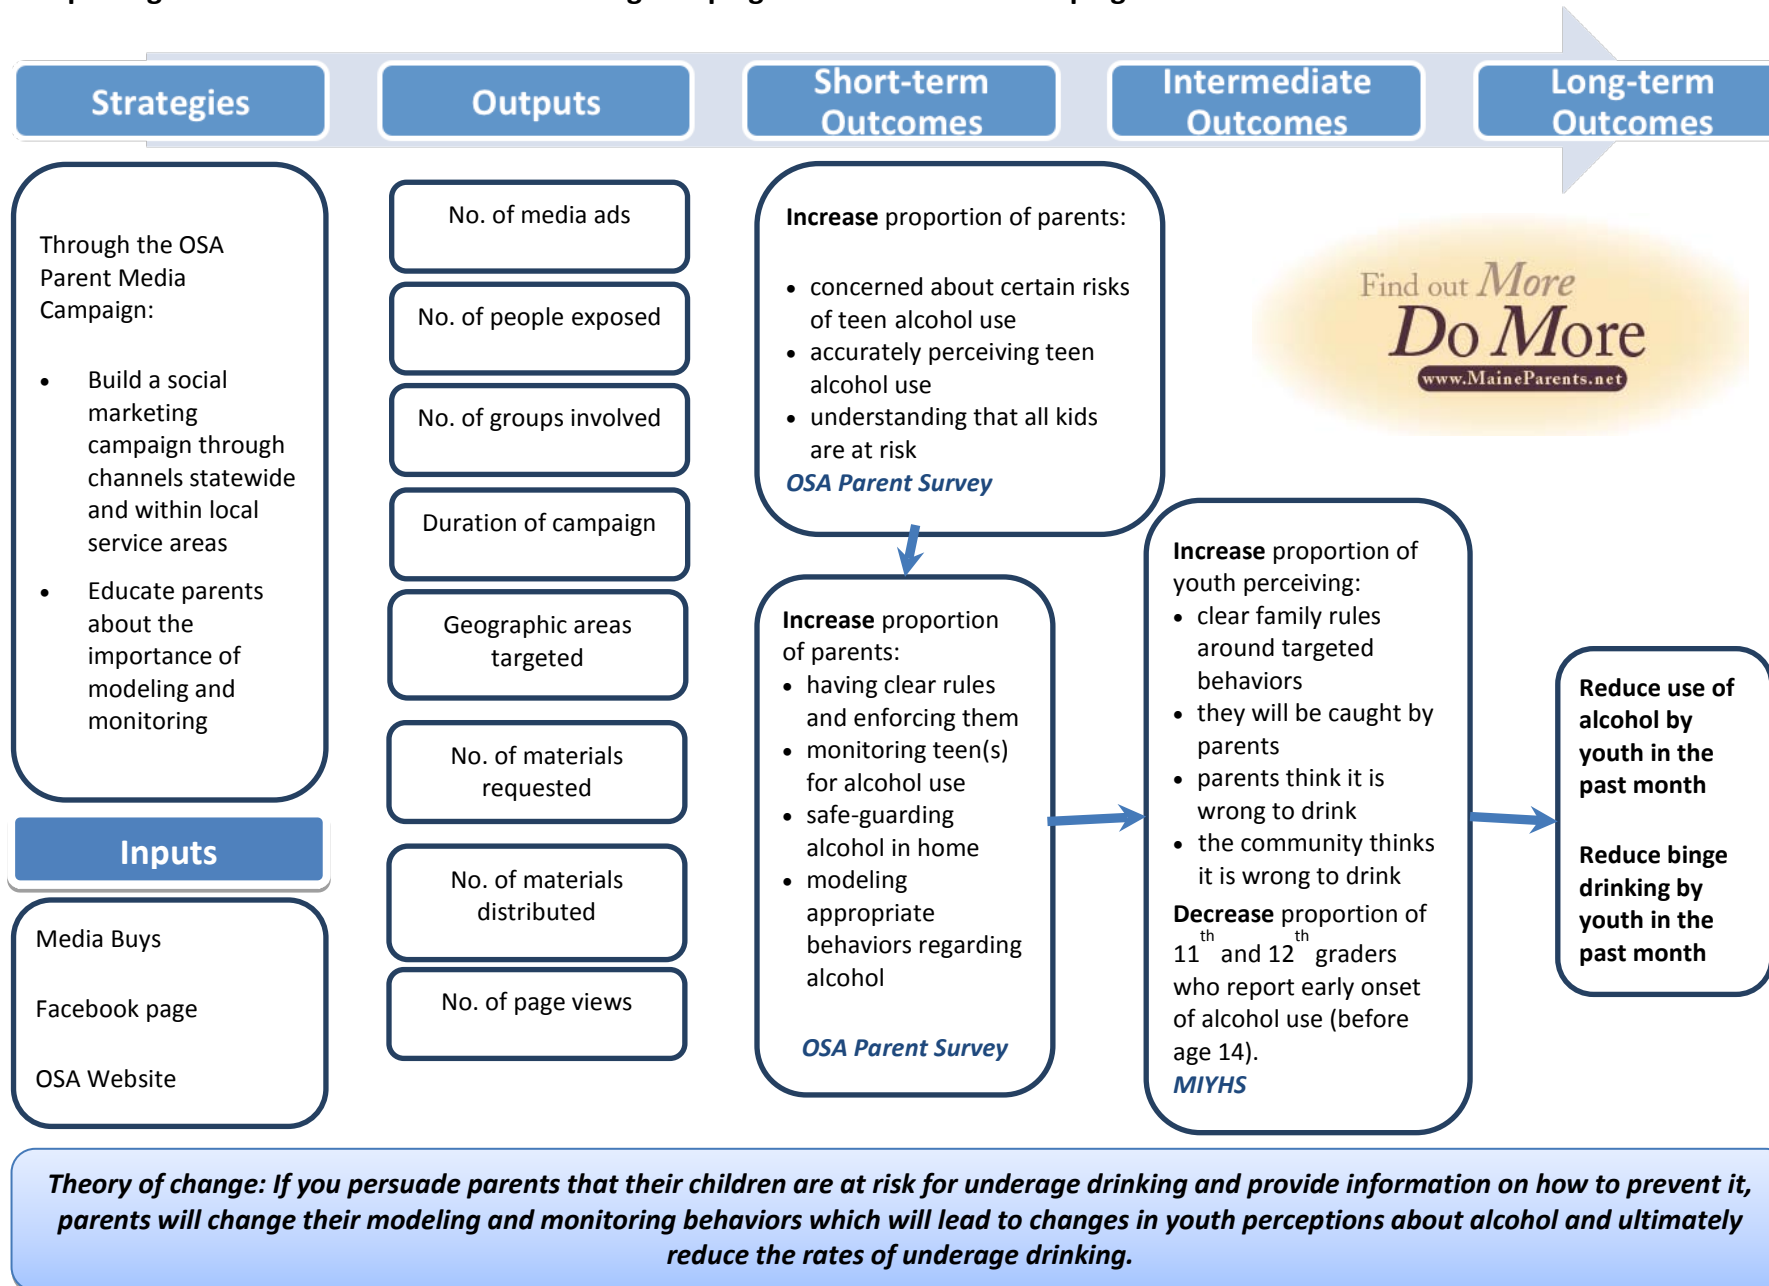 Strategies
Outputs
Short-term
Outcomes
Intermediate
Outcomes
Long-term
Outcomes
Through the OSA
Parent Media
Campaign:
• Build a social
marketing
campaign through
channels statewide
and within local
service areas
• Educate parents
about the
importance of
modeling and
monitoring
Inputs
Media Buys
Facebook page
OSA Website
No. of media ads
No. of people exposed
No. of groups involved
Duration of campaign
Geographic areas
targeted
No. of materials
requested
No. of materials
distributed
No. of page views
Increase proportion of parents:
• concerned about certain risks
of teen alcohol use
• accurately perceiving teen
alcohol use
• understanding that all kids
are at risk
OSA Parent Survey
Increase proportion
of parents:
• having clear rules
and enforcing them
• monitoring teen(s)
for alcohol use
• safe-guarding
alcohol in home
• modeling
appropriate
behaviors regarding
alcohol
OSA Parent Survey
Find out More
Do More
www.MaineParents.net
Increase proportion of
youth perceiving:
• clear family rules
around targeted
behaviors
• they will be caught by
parents
• parents think it is
wrong to drink
• the community thinks
it is wrong to drink
Decrease proportion of
11th and 12th graders
who report early onset
of alcohol use (before
age 14).
MIYHS
Reduce use of
alcohol by
youth in the
past month
Reduce binge
drinking by
youth in the
past month
Theory of change: If you persuade parents that their children are at risk for underage drinking and provide information on how to prevent it,
parents will change their modeling and monitoring behaviors which will lead to changes in youth perceptions about alcohol and ultimately
reduce the rates of underage drinking.